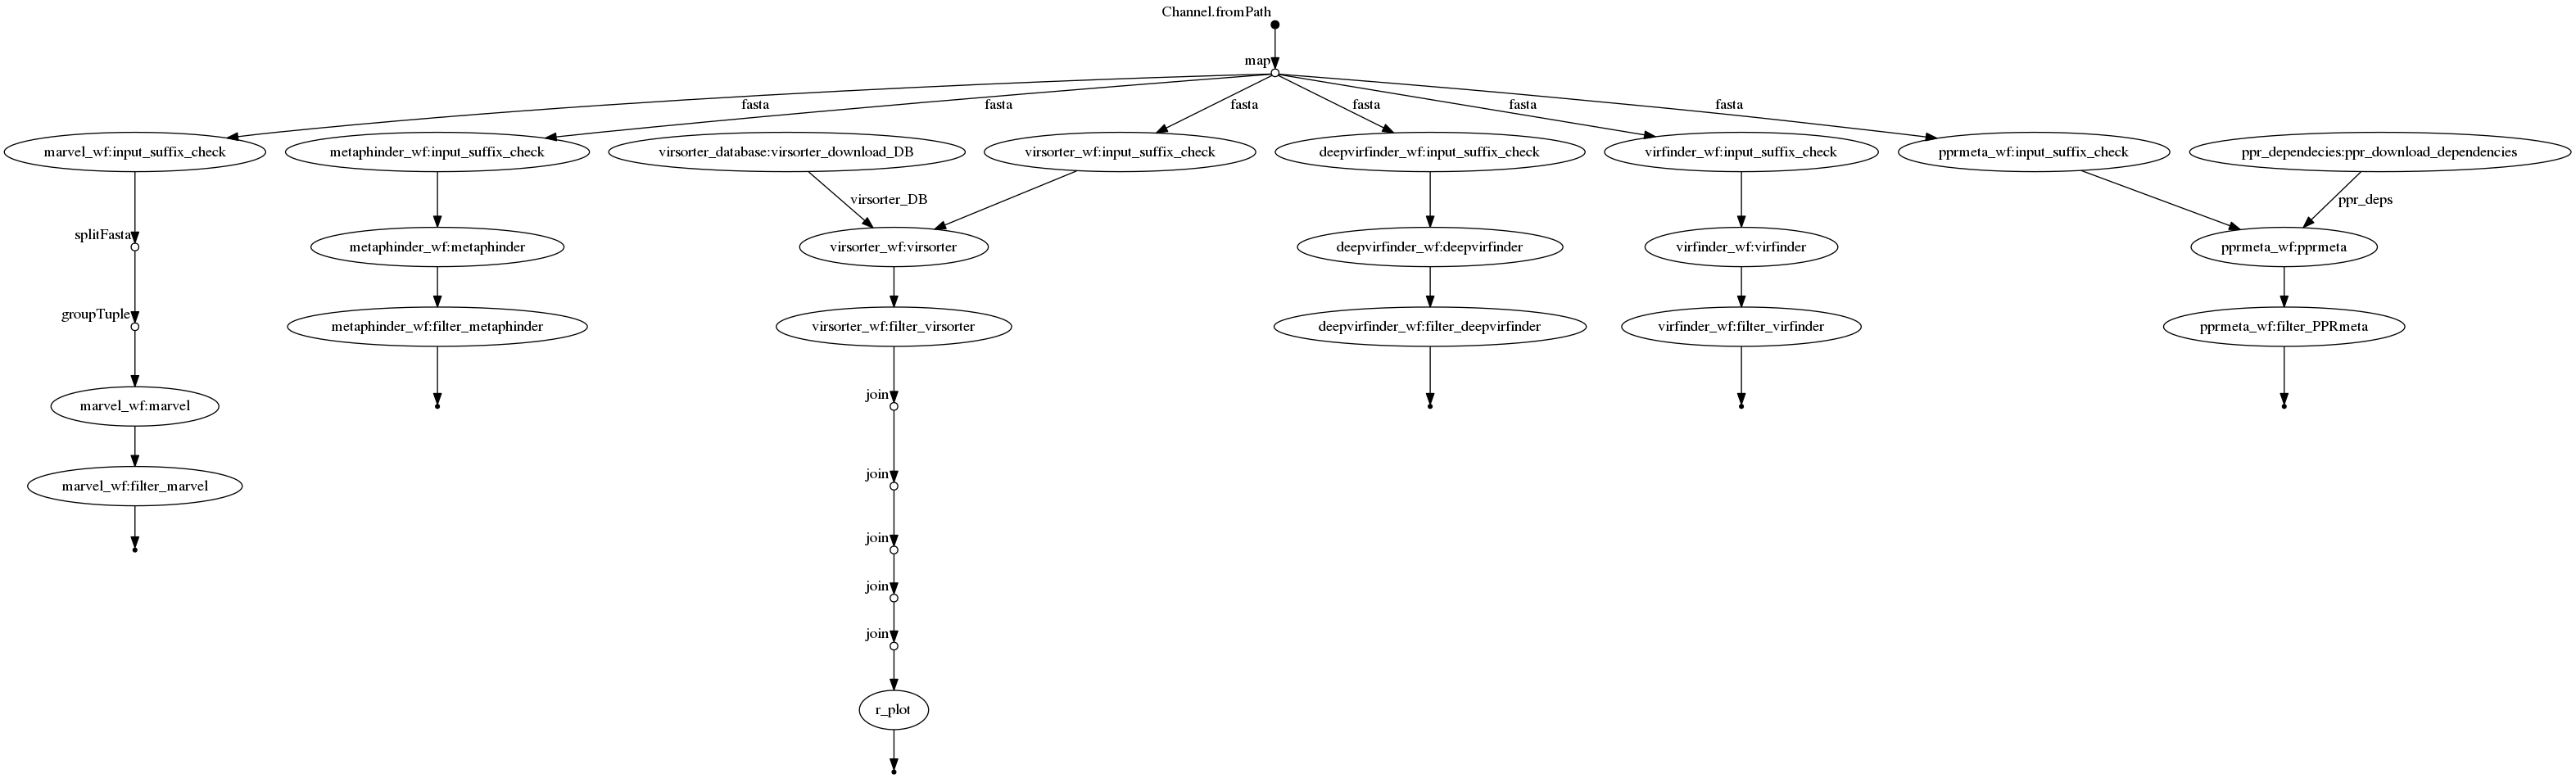 Channel.fromPath
map
fasta
fasta
fasta
fasta
fasta
fasta
marvel_wf:input_suffix_check
metaphinder_wf:input_suffix_check
virsorter_database:virsorter_download_DB
virsorter_wf:input_suffix_check
deepvirfinder_wf:input_suffix_check
virfinder_wf:input_suffix_check
pprmeta_wf:input_suffix_check
ppr_dependecies:ppr_download_dependencies
virsorter_DB
ppr_deps
splitFasta
metaphinder_wf:metaphinder
virsorter_wf:virsorter
deepvirfinder_wf:deepvirfinder
virfinder_wf:virfinder
pprmeta_wf:pprmeta
groupTuple
metaphinder_wf:filter_metaphinder
virsorter_wf:filter_virsorter
deepvirfinder_wf:filter_deepvirfinder
virfinder_wf:filter_virfinder
pprmeta_wf:filter_PPRmeta
marvel_wf:marvel
join
marvel_wf:filter_marvel
join
join
join
join
r_plot